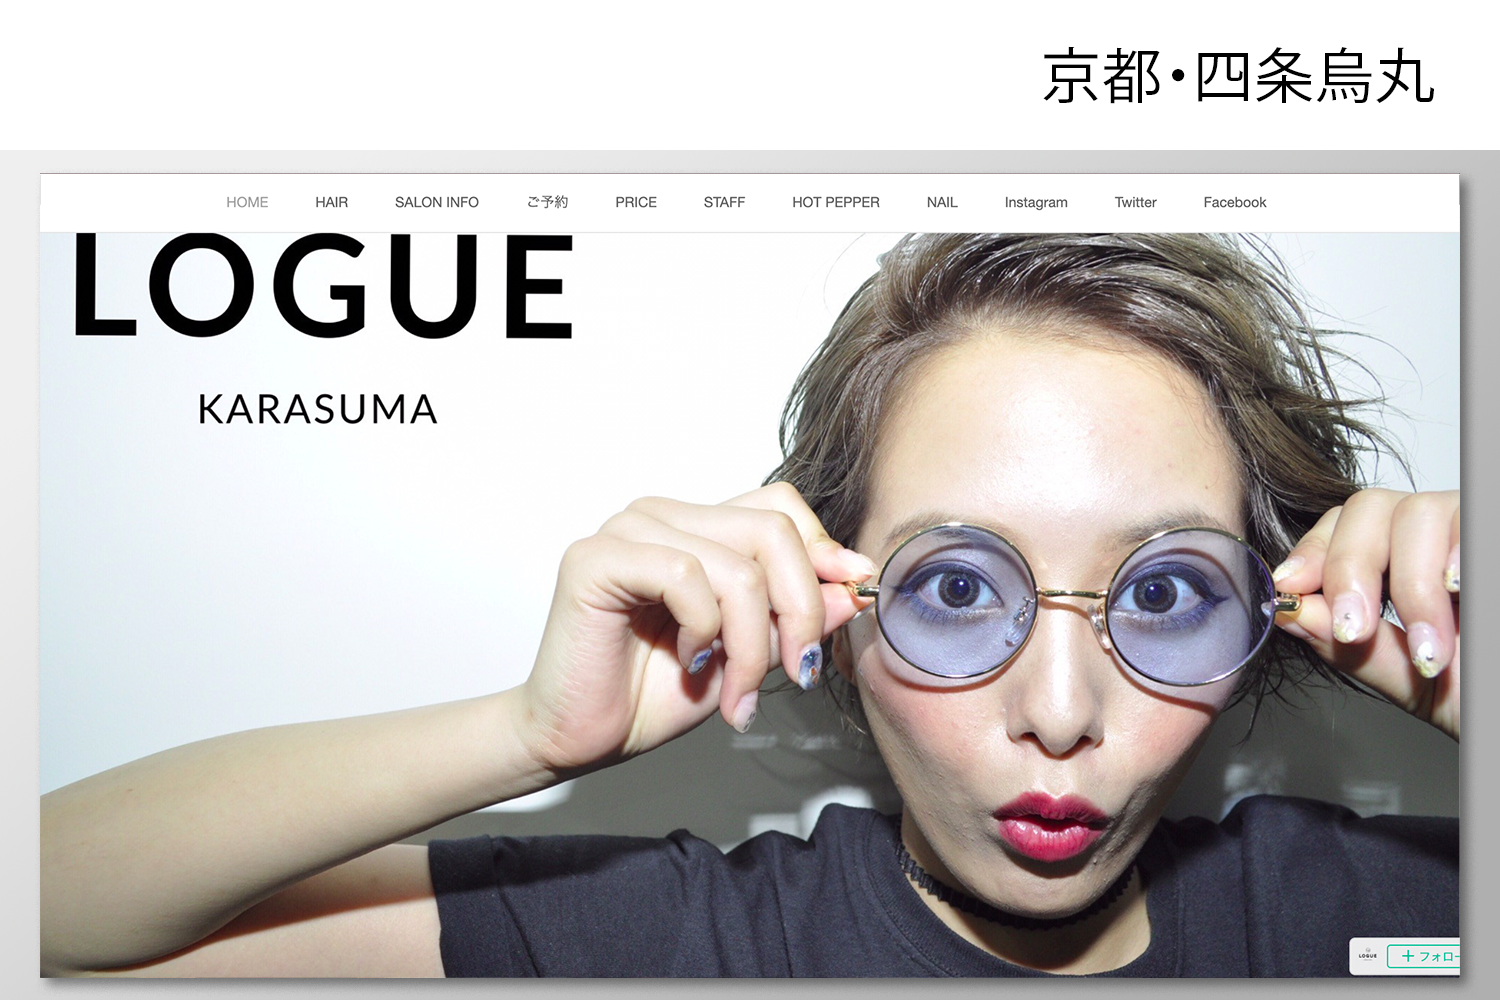 京都・四条烏丸
HOME HAIR SALON INFO ご予約 PRICE STAFF HOT PEPPER NAIL Instagram Twitter Facebook
LOGUE
KARASUMA
LOGUE
+ フォロー